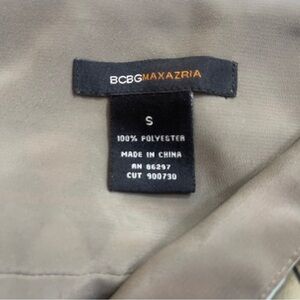 BCBGMAXAZRIA
S
100% POLYESTER
MADE IN CHINA
RN 86297
CUT 900730